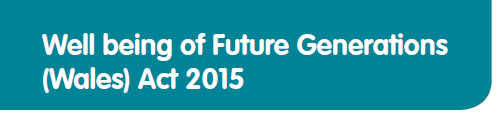 Well being of Future Generations
(Wales) Act 2015